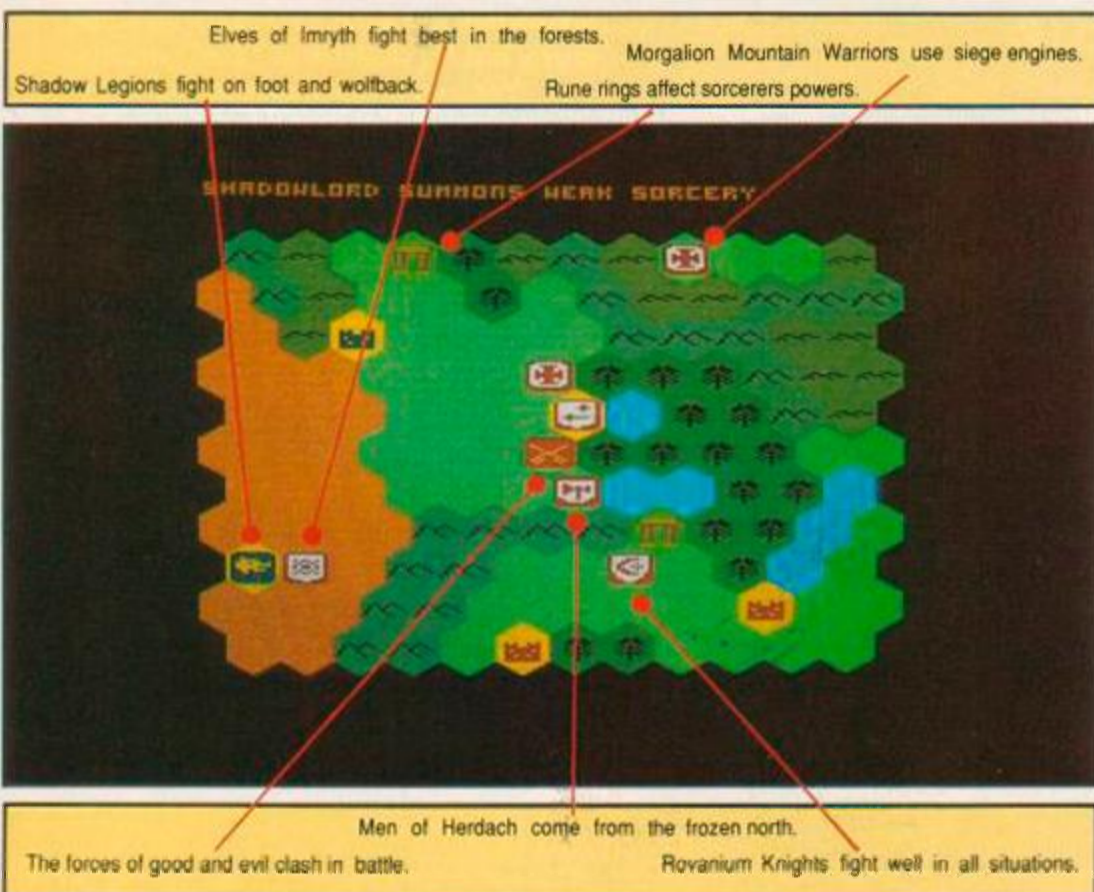 Elves of Imryth fight best in the forests.
Morgalion Mountain Warriors use siege engines.
Shadow Legions fight on foot and wolfback.
Rune rings affect sorcerers powers.
SHADOWLORD SUMMONS WEAK SORCERY
Men of Herdach come from the frozen north.
The forces of good and evil clash in battle.
Rovanium Knights fight well in all situations.